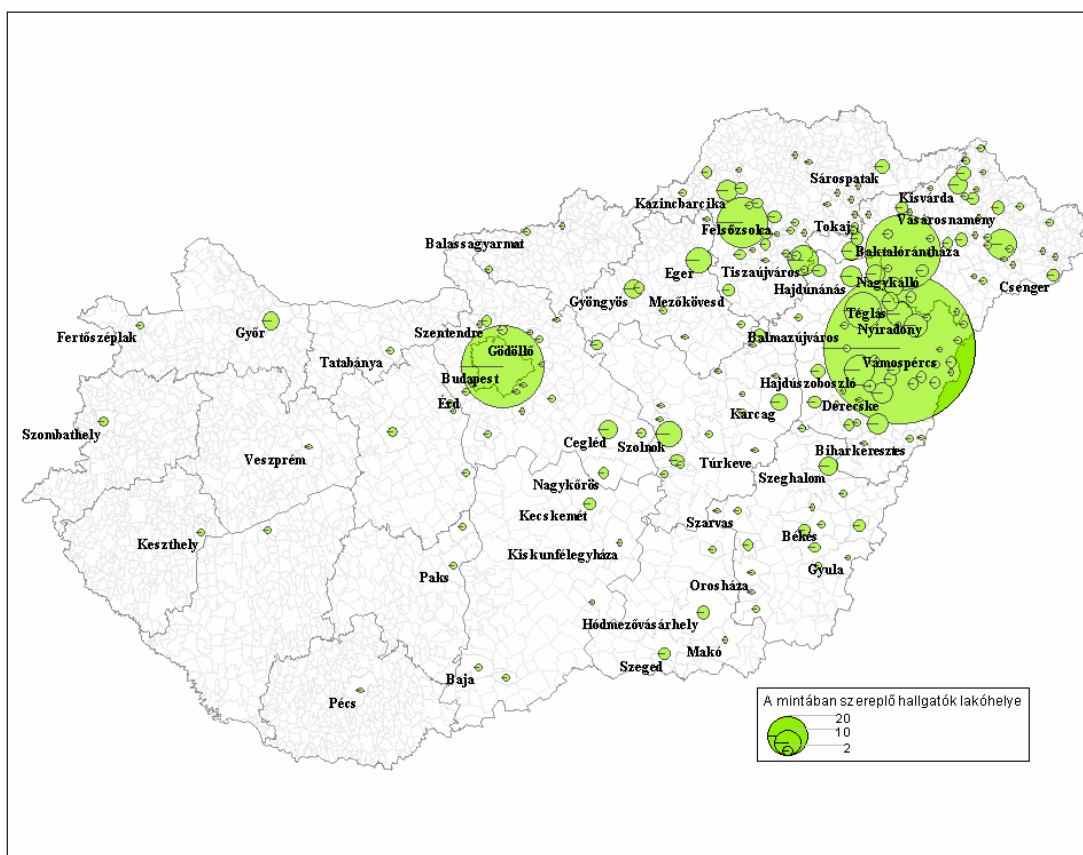 Sárospatak
Kisvárda
Kazincbarcika
Vásárosnamény
Tokaj
Felsőzsolca
Balassagyarmat
Baktalórántháza
Eger
Tiszaújváros
Nagykálló
Csenger
Hajdúnánás
Gyöngyös
Mezőkövesd
Téglás
Fertőszéplak
Győr
Szentendre
Nyíradony
Tatabánya
Gödöllő
Balmazújváros
Vámospércs
Budapest
Hajdúszoboszló
Érd
Derecske
Karcag
Szombathely
Cegléd
Szolnok
Veszprém
Túrkeve
Biharkeresztes
Szeghalom
Nagykőrös
Kecskemét
Szarvas
Keszthely
Békés
Kiskunfélegyháza
Paks
Gyula
Orosháza
Hódmezővásárhely
Makó
Szeged
Baja
Pécs
A mintában szereplő hallgatók lakóhelye
20
10
2